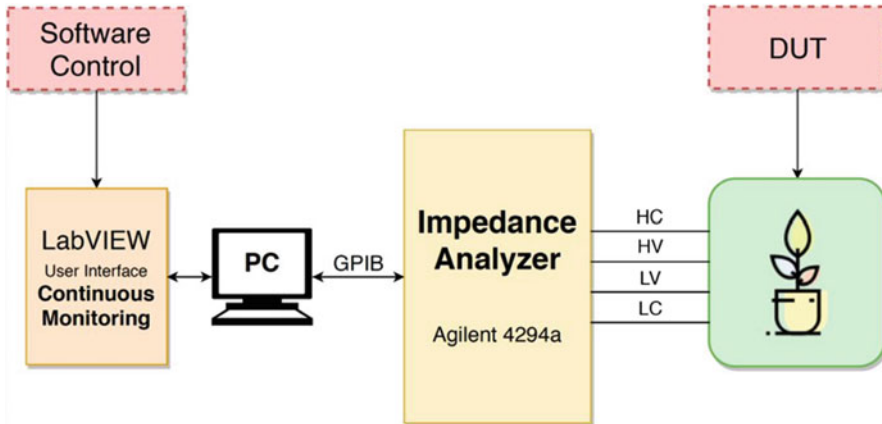 Software
Control
DUT
LabVIEW
User Interface
Continuous
Monitoring
PC
GPIB
Impedance
Analyzer
Agilent 4294a
HC
HV
LV
LC